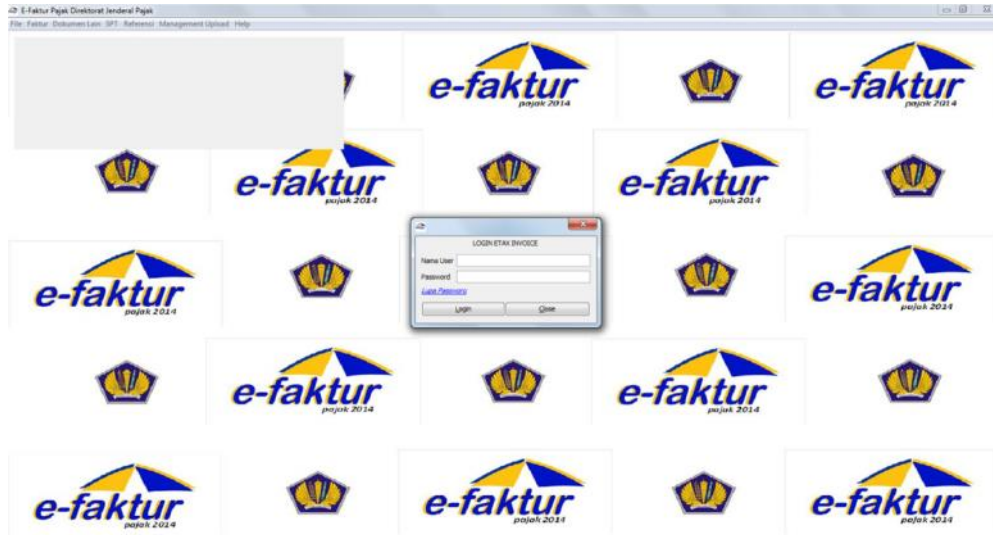 E-Faktur Pajak Direktorat Jenderal Pajak
File Faktur Dokumen Lain SPT Referensi Management Upload Help
e-faktur
pajak 2014
e-faktur
pajak 2014
e-faktur
pajak 2014
e-faktur
pajak 2014
LOGIN ETAX INVOICE
Nama User
Password
Lupa Password
Login Close
e-faktur
pajak 2014
e-faktur
pajak 2014
e-faktur
pajak 2014
e-faktur
pajak 2014
e-faktur
pajak 2014
e-faktur
pajak 2014
e-faktur
pajak 2014